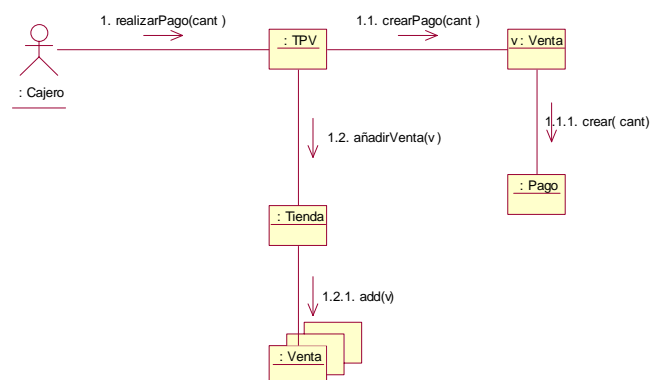 1. realizarPago(cant )
1.1. crearPago(cant )
: TPV
v : Venta
: Cajero
1.1.1. crear( cant)
1.2. añadirVenta(v )
: Pago
: Tienda
1.2.1. add(v)
: Venta